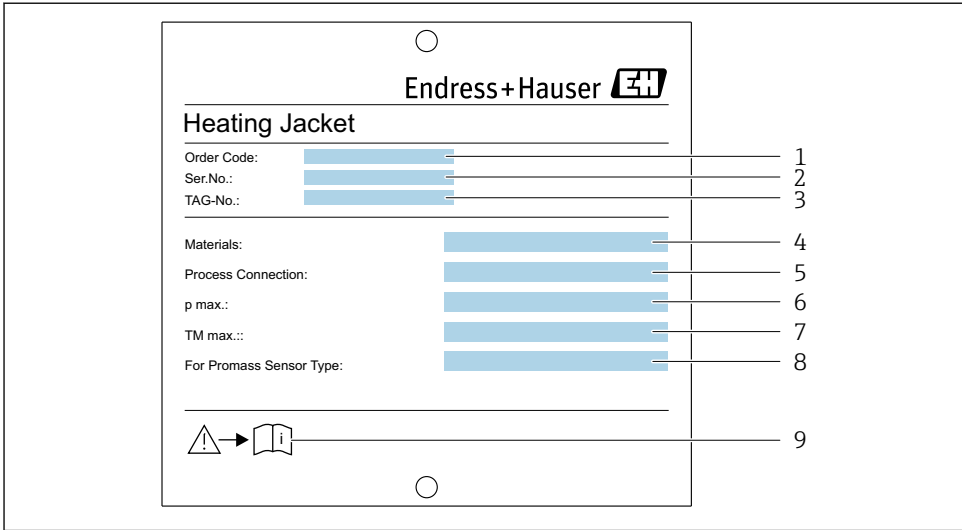 Endress+Hauser EH
Heating Jacket
Order Code: 1
Ser.No.: 2
TAG-No.: 3
Materials: 4
Process Connection: 5
p max.: 6
TM max.:: 7
For Promass Sensor Type: 8
i 9